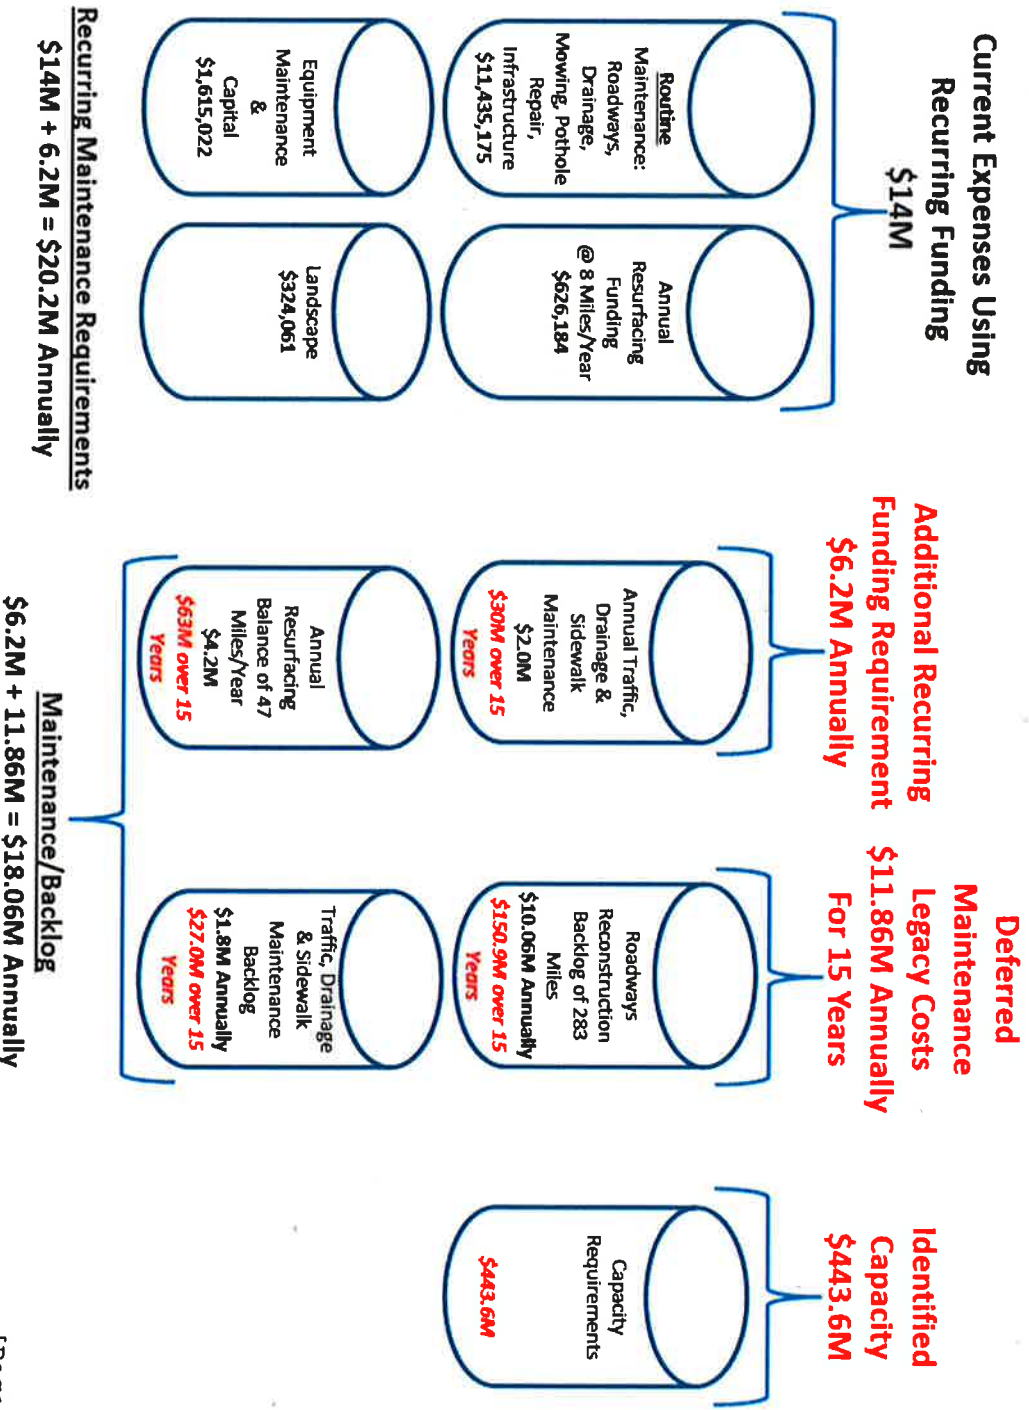 Current Expenses Using
Recurring Funding
$14M
Routine
Maintenance:
Roadways,
Drainage,
Mowing, Pothole
Repair,
Infrastructure
$11,435,175
Annual
Resurfacing
Funding
@ 8 Miles/Year
$626,184
Equipment
Maintenance
&
Capital
$1,615,022
Landscape
$324,061
Recurring Maintenance Requirements
$14M + 6.2M = $20.2M Annually
Additional Recurring
Funding Requirement
$6.2M Annually
Annual Traffic,
Drainage &
Sidewalk
Maintenance
$2.0M
$30M over 15
Years
Annual
Resurfacing
Balance of 47
Miles/Year
$4.2M
$63M over 15
Years
Deferred
Maintenance
Legacy Costs
$11.86M Annually
For 15 Years
Roadways
Reconstruction
Backlog of 283
Miles
$10.06M Annually
$150.9M over 15
Years
Traffic, Drainage
& Sidewalk
Maintenance
Backlog
$1.8M Annually
$27.0M over 15
Years
Maintenance/Backlog
$6.2M + 11.86M = $18.06M Annually
Identified
Capacity
$443.6M
Capacity
Requirements
$443.6M